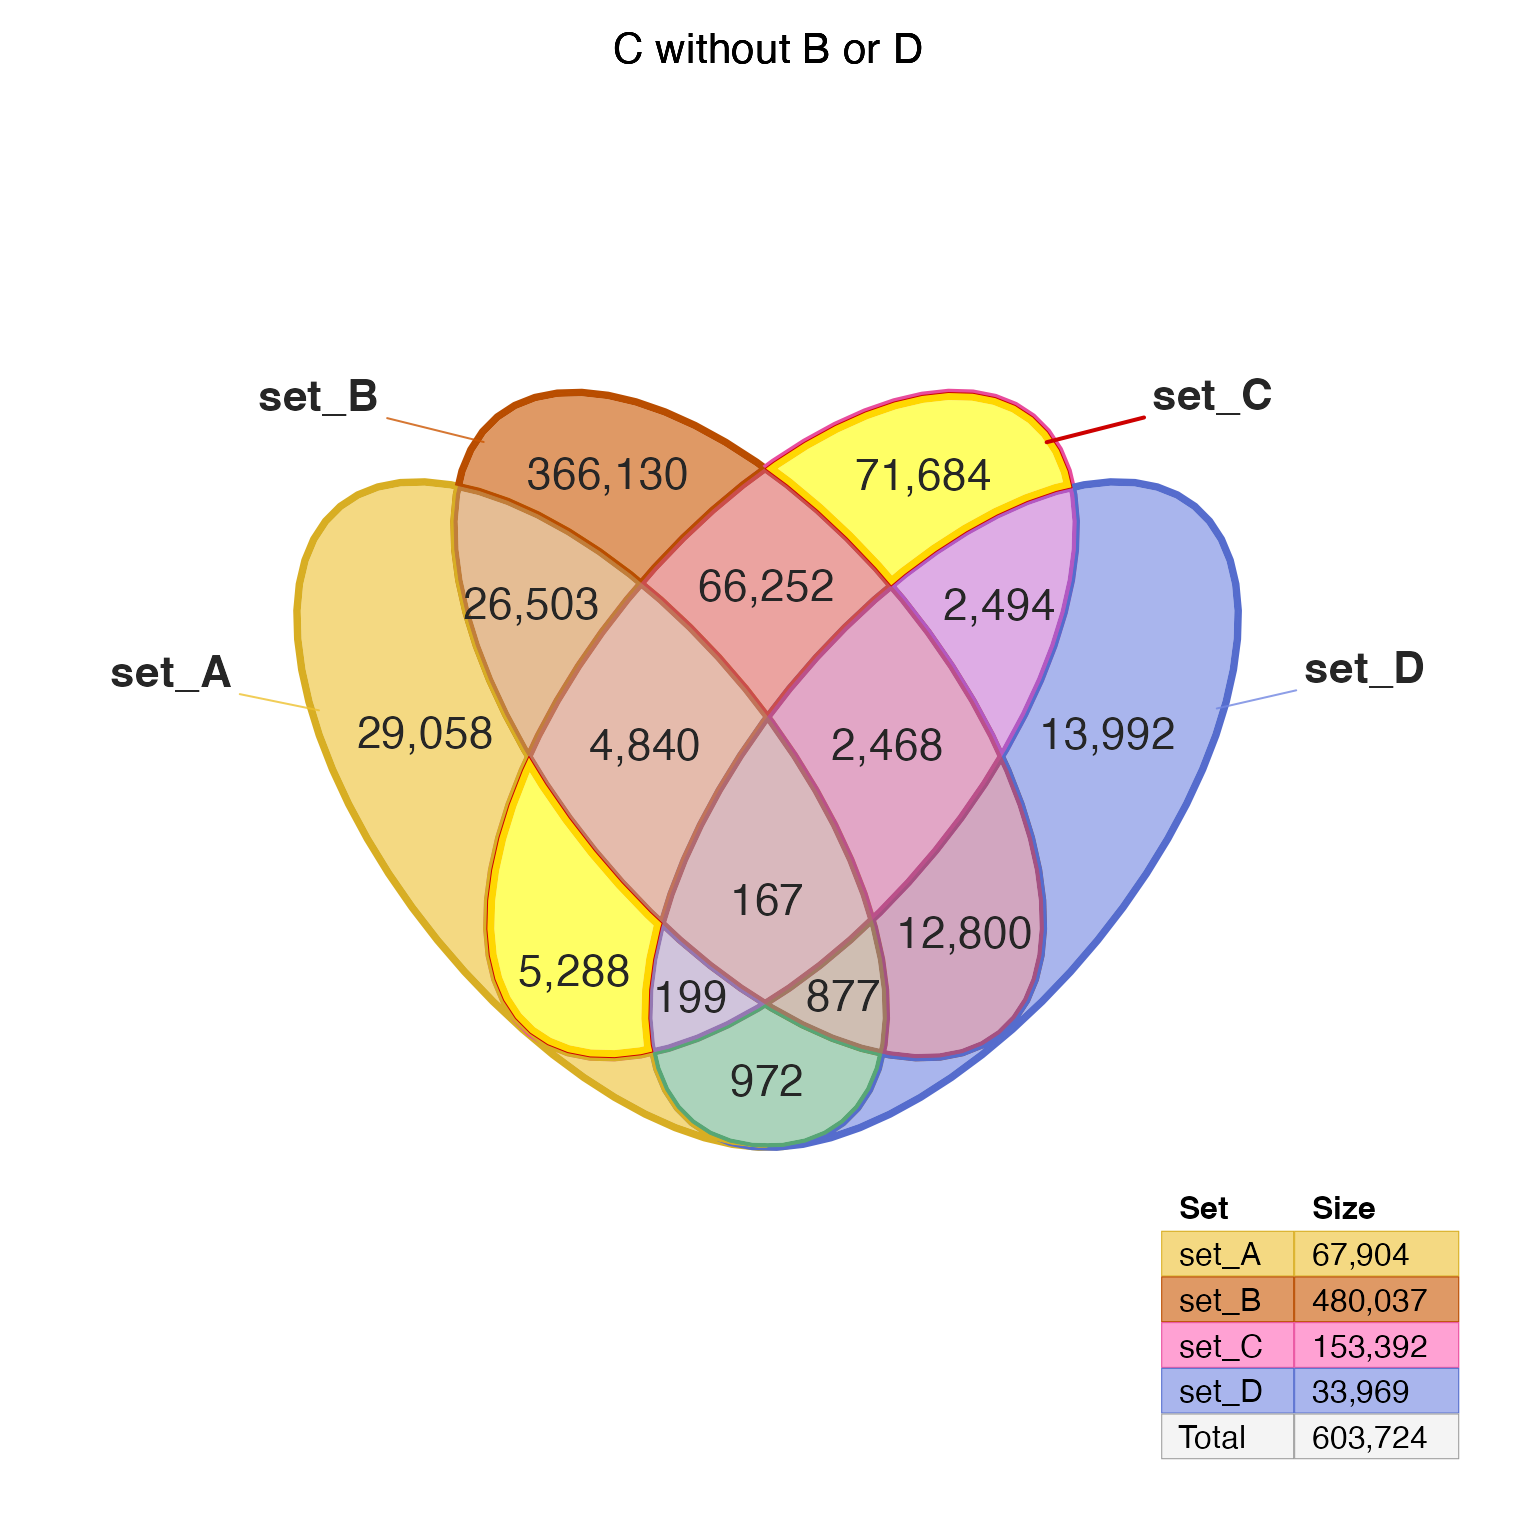 C without B or D
set_B
set_C
366,130
71,684
26,503
66,252
2,494
set_A
set_D
29,058
4,840
2,468
13,992
167
12,800
5,288
199
877
972
Set Size
set_A 67,904
set_B 480,037
set_C 153,392
set_D 33,969
Total 603,724